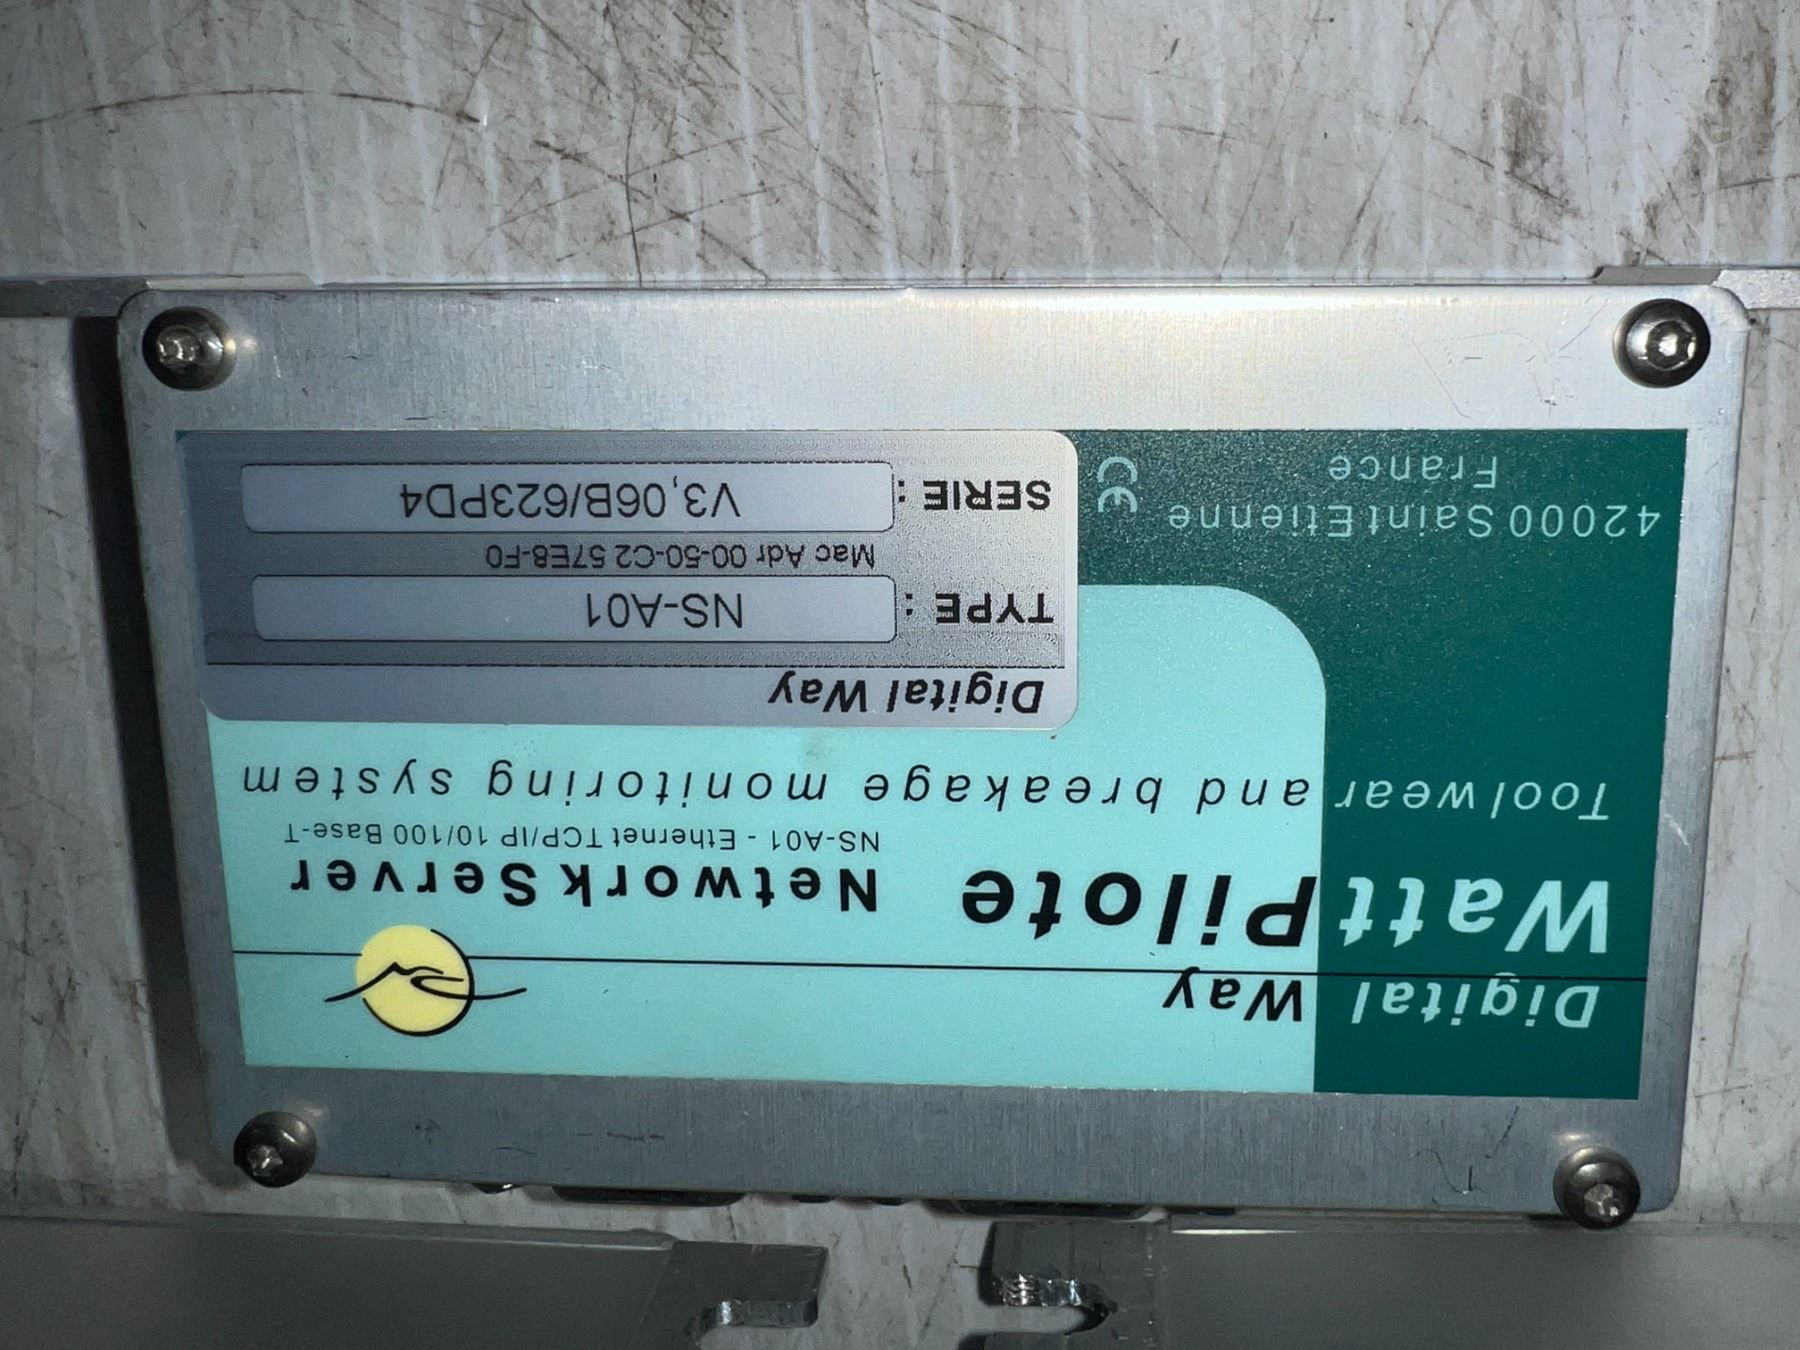 Digital Way
Watt Pilote NetworkServer
NS-A01 - Ethernet TCP/IP 10/100 Base-T
Tool wear and breakage monitoring system
Digital Way
TYPE : NS-A01
Mac Adr 00-50-C2 57E8-F0
SERIE : V3,06B/623PD4
42000 Saint Etienne
France
CE